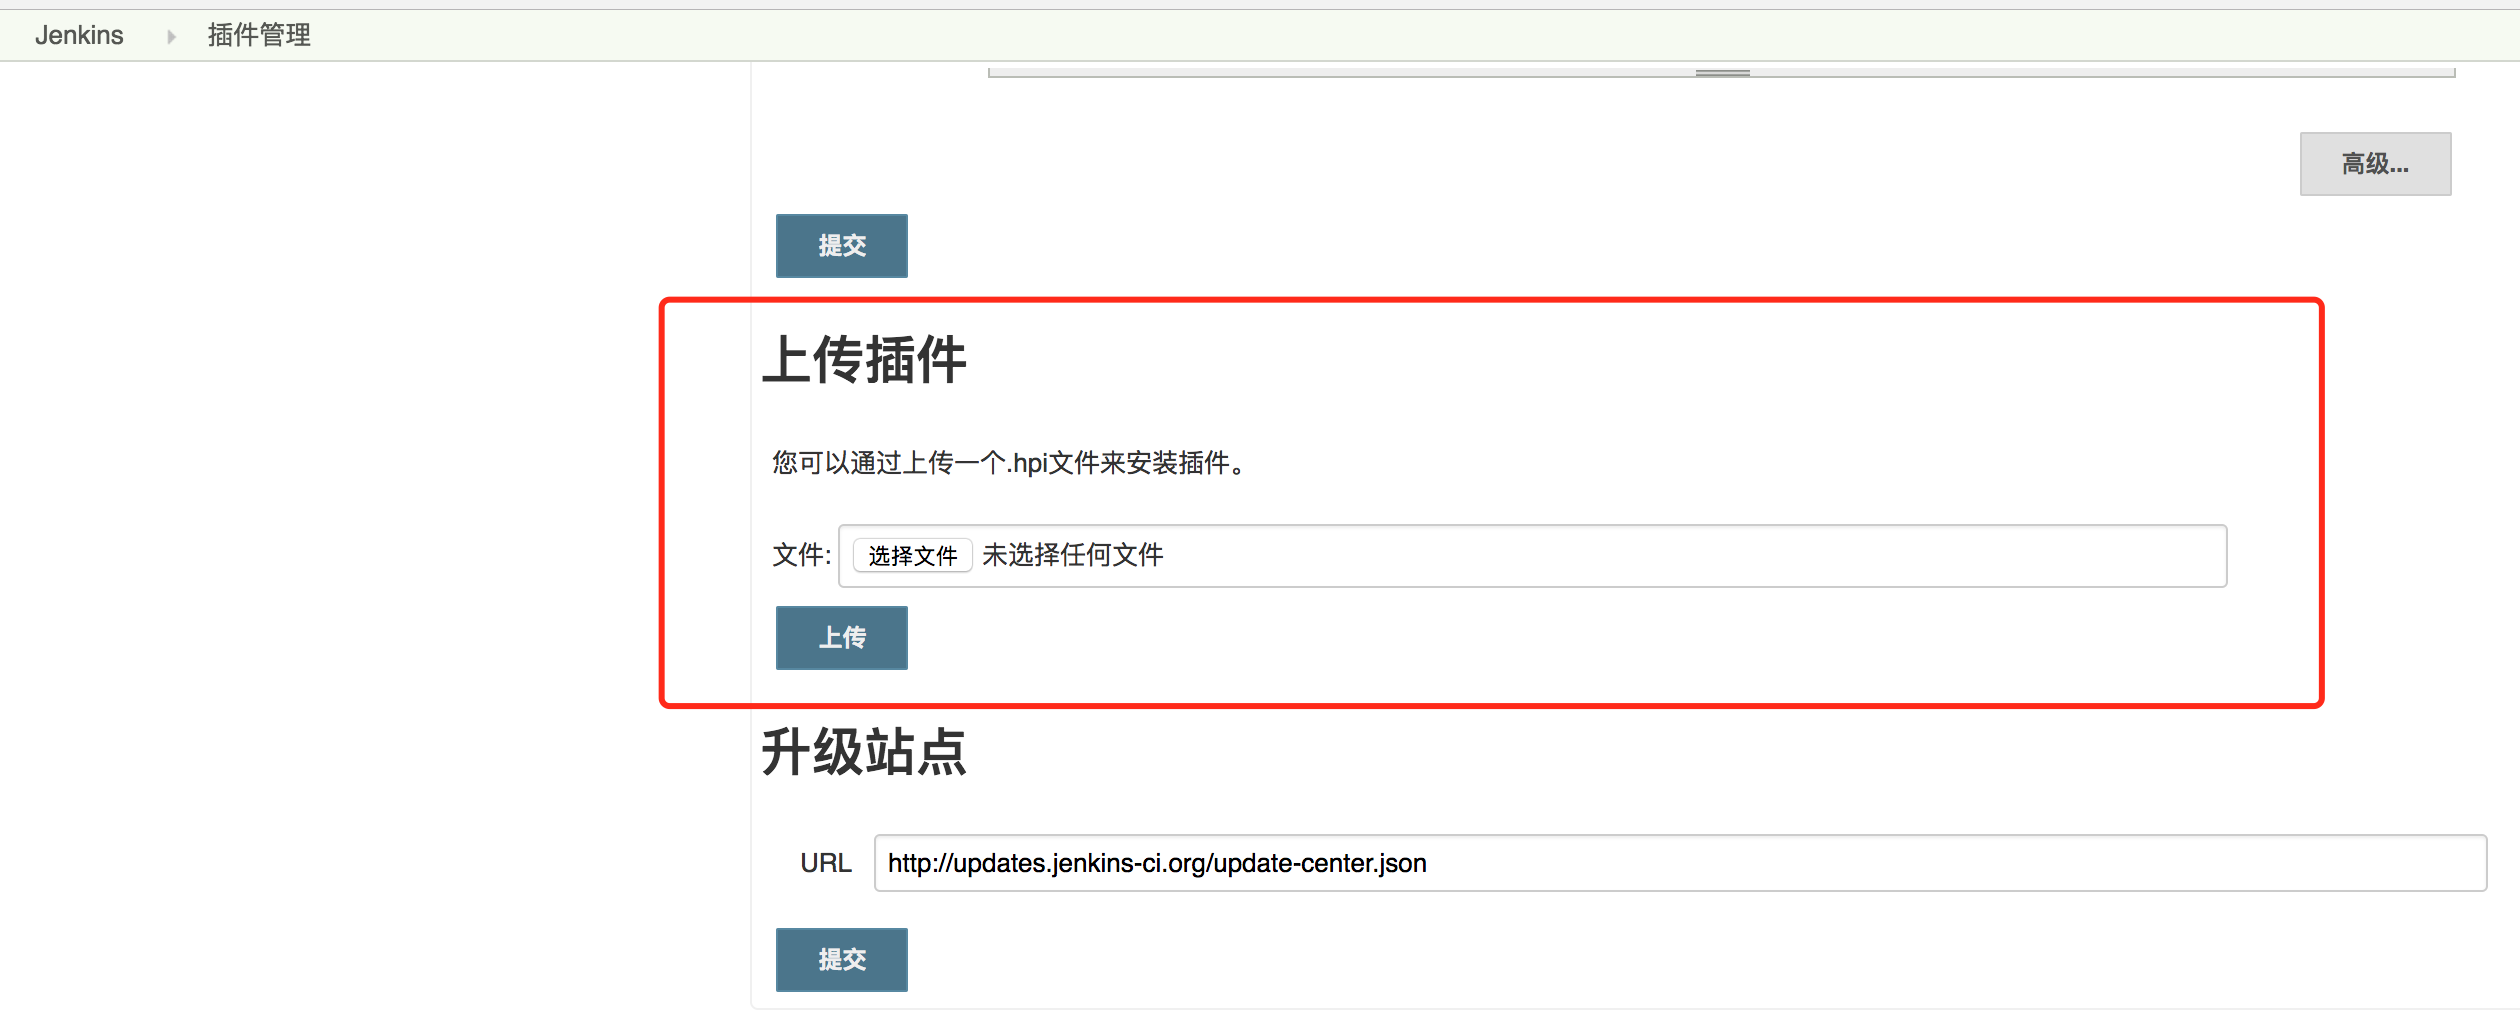 Jenkins 插件管理
高级...
提交
上传插件
您可以通过上传一个.hpi文件来安装插件。
文件: 选择文件 未选择任何文件
上传
升级站点
URL http://updates.jenkins-ci.org/update-center.json
提交